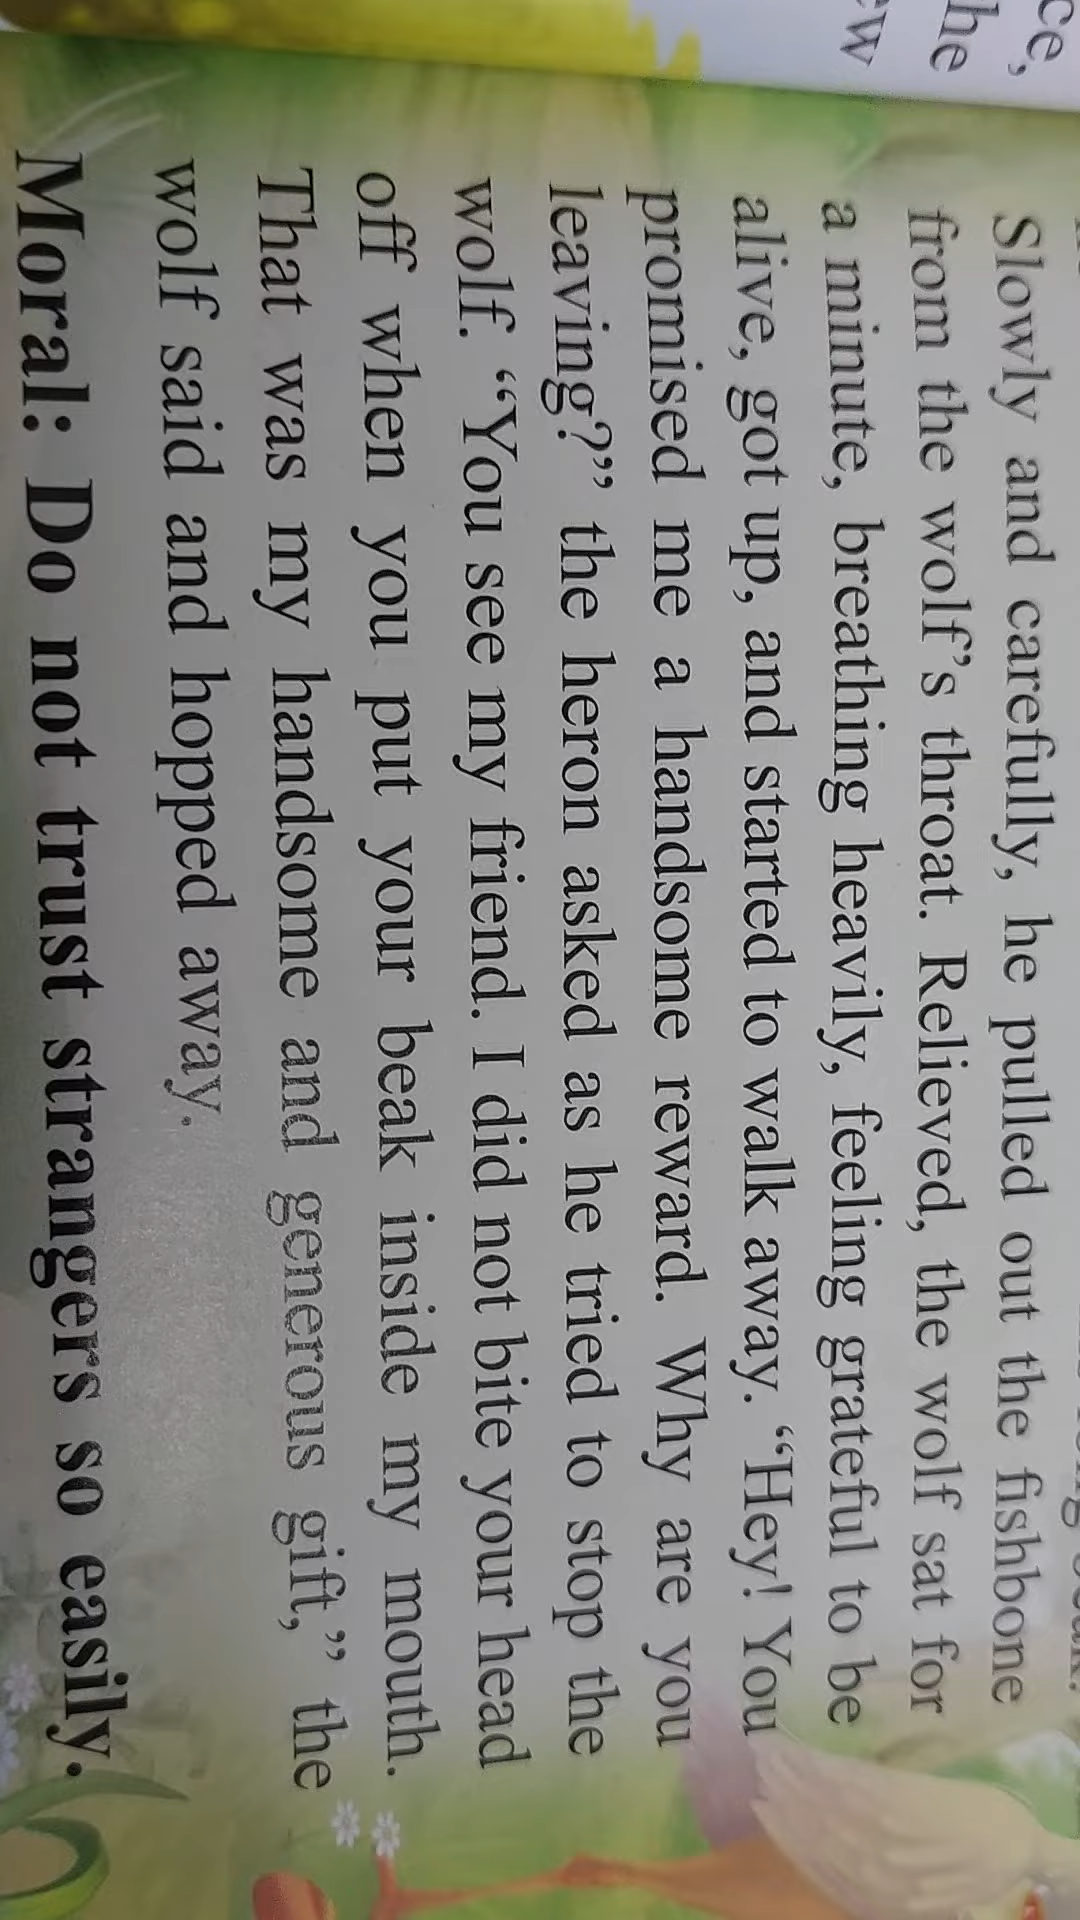 ce,
he
ew
Slowly and carefully, he pulled out the fishbone
from the wolf's throat. Relieved, the wolf sat for
a minute, breathing heavily, feeling grateful to be
alive, got up, and started to walk away. “Hey! You
promised me a handsome reward. Why are you
leaving?” the heron asked as he tried to stop the
wolf. “You see my friend. I did not bite your head
off when you put your beak inside my mouth.
That was my handsome and generous gift,” the
wolf said and hopped away.
Moral: Do not trust strangers so easily.